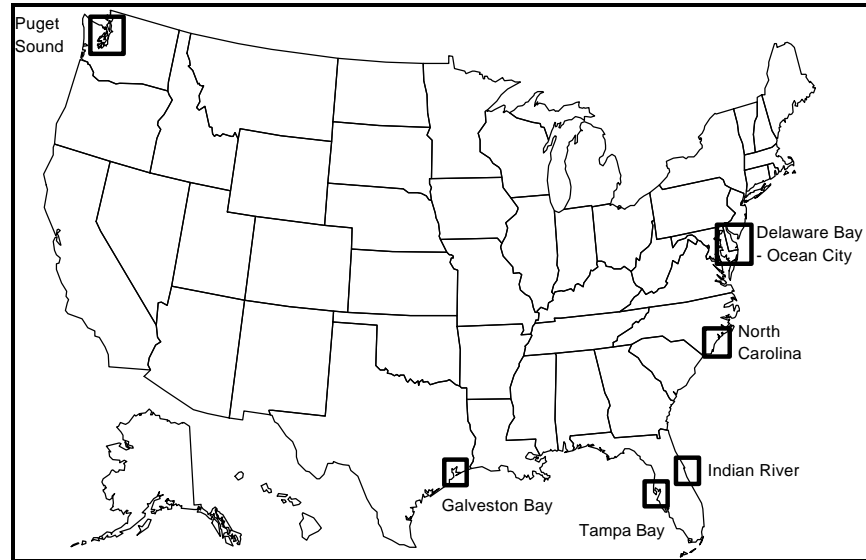 Puget
Sound
Delaware Bay
- Ocean City
North
Carolina
Indian River
Galveston Bay
Tampa Bay